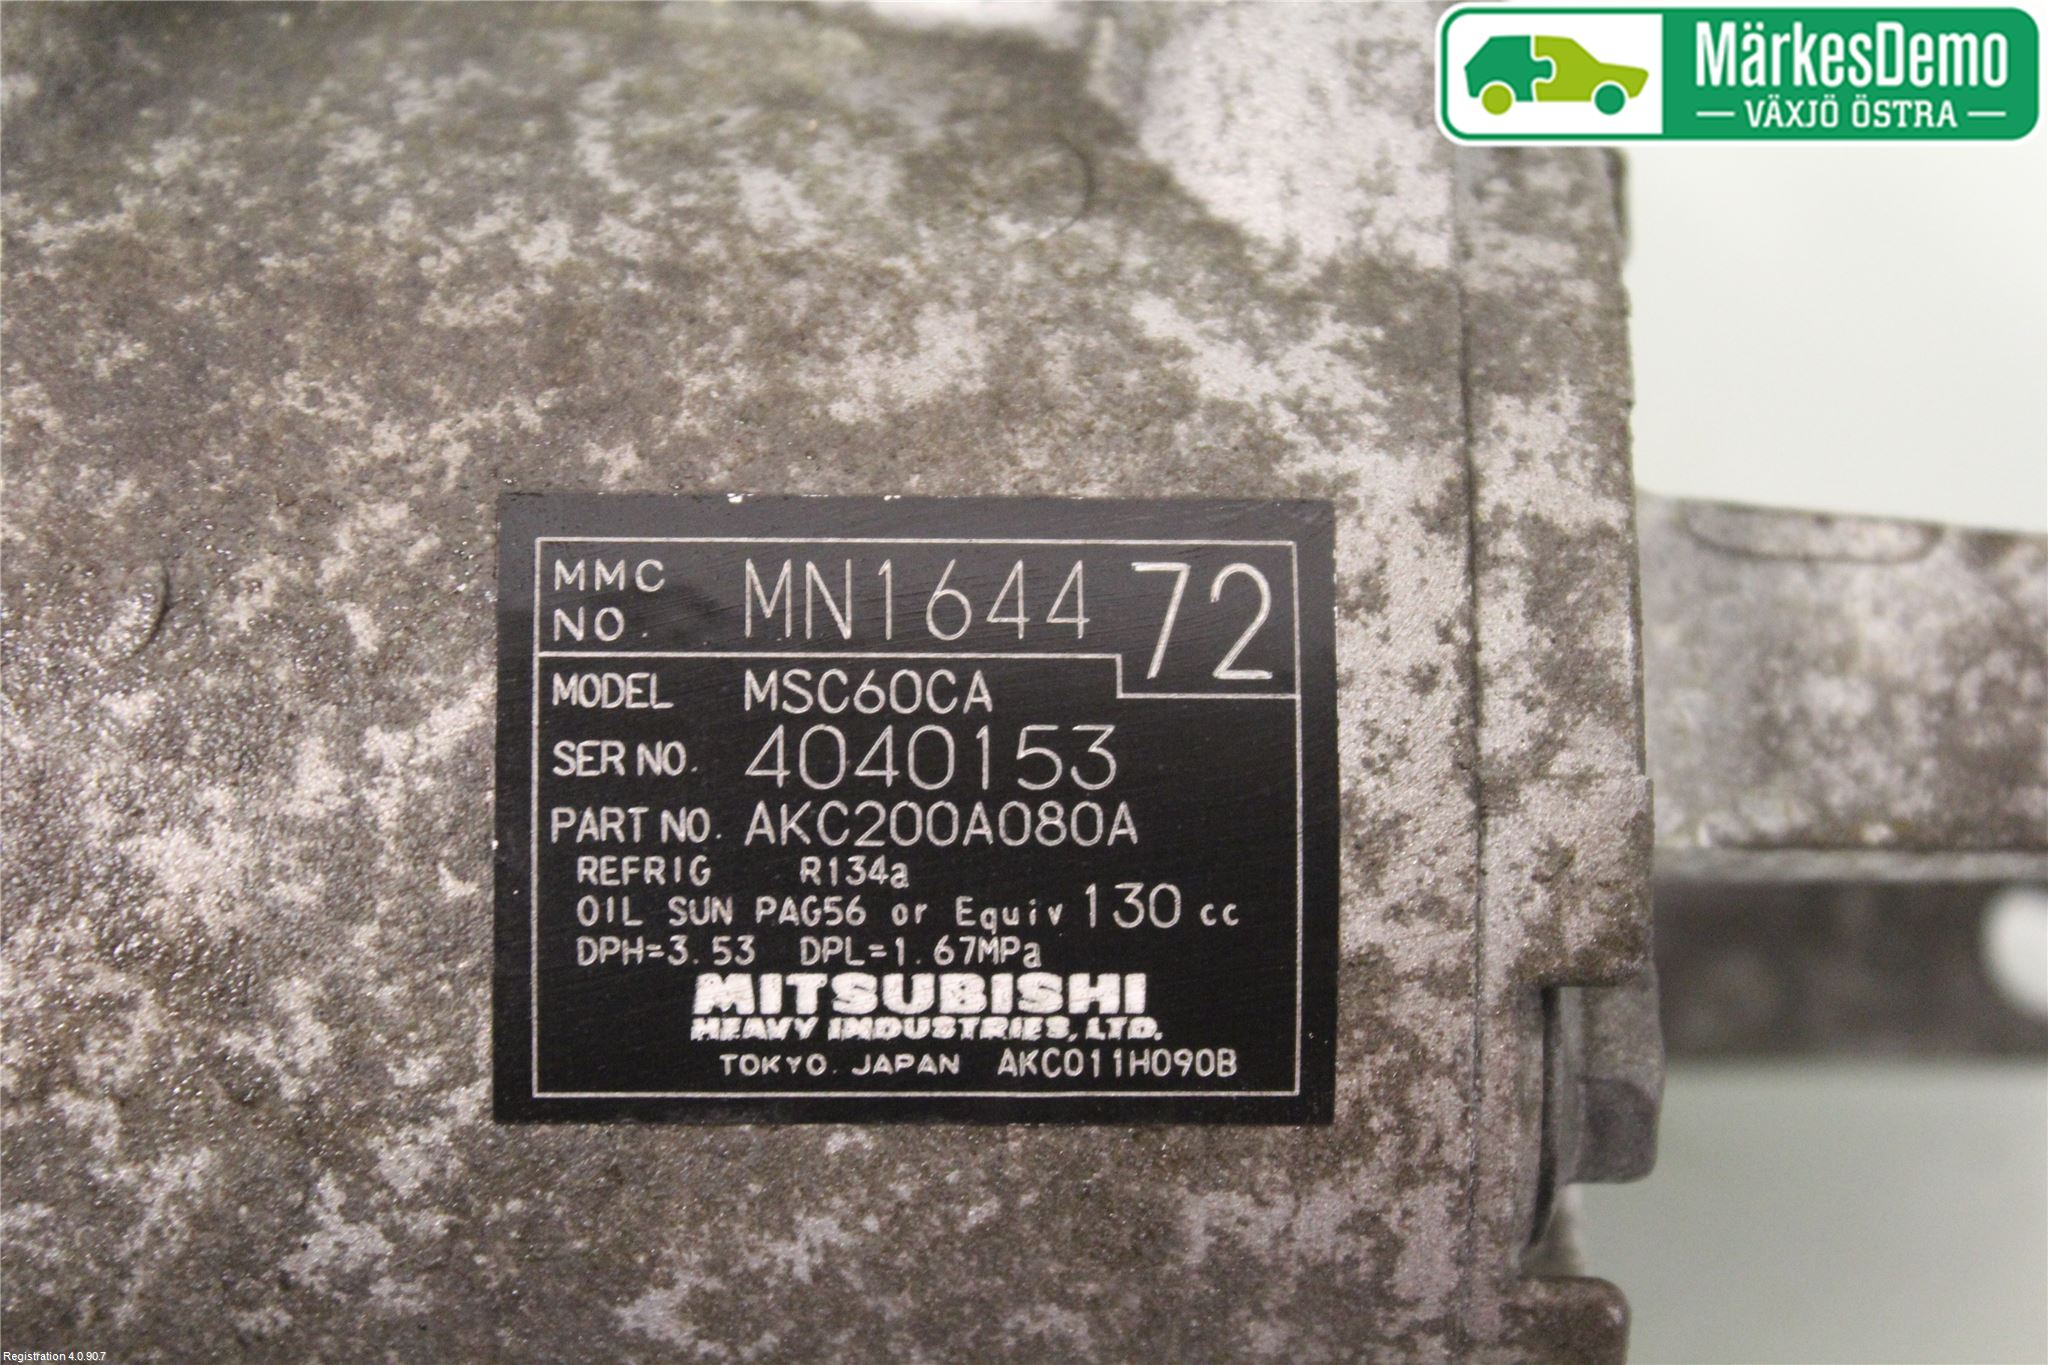 MärkesDemo
VÄXJÖ ÖSTRA
MMC NO. MN164472
MODEL MSC60CA
SER NO. 4040153
PART NO. AKC200A080A
REFRIG R134a
OIL SUN PAG56 or Equiv 130 cc
DPH=3.53 DPL=1.67MPa
MITSUBISHI
HEAVY INDUSTRIES, LTD.
TOKYO. JAPAN AKC011H090B
Registration 4.0.90.7